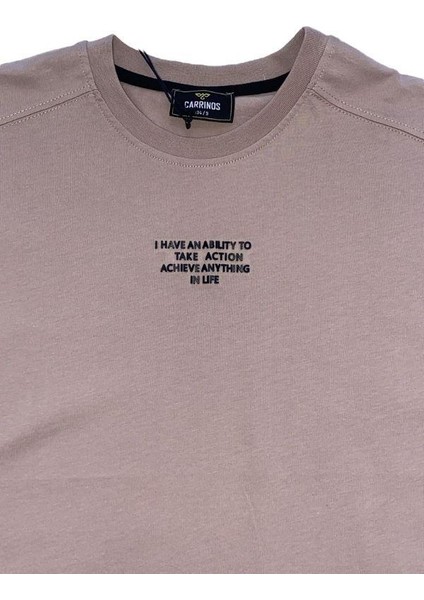 CARRINOS
I HAVE AN ABILITY TO
TAKE ACTION
ACHIEVE ANYTHING
IN LIFE